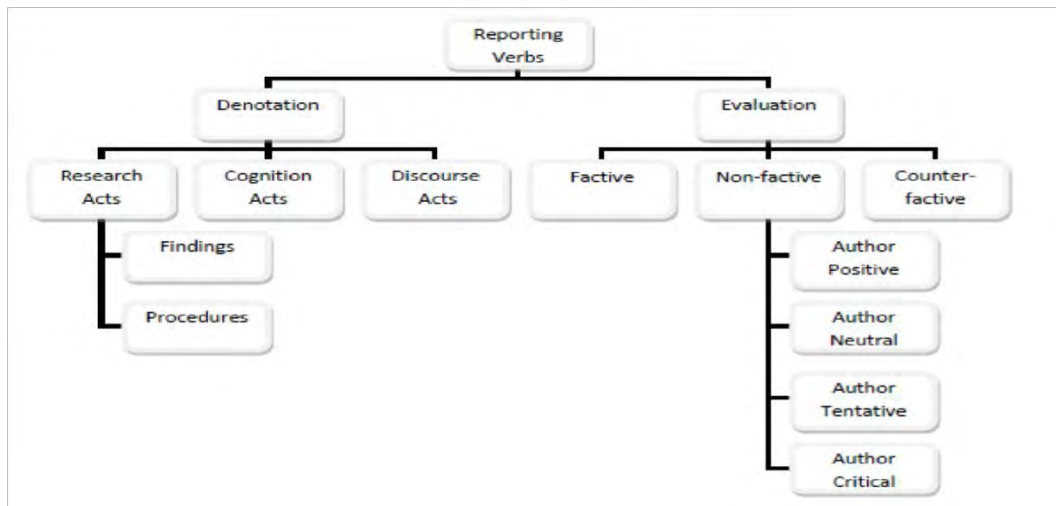 Reporting
Verbs
Denotation
Evaluation
Research
Acts
Cognition
Acts
Discourse
Acts
Factive
Non-factive
Counter-
factive
Findings
Procedures
Author
Positive
Author
Neutral
Author
Tentative
Author
Critical